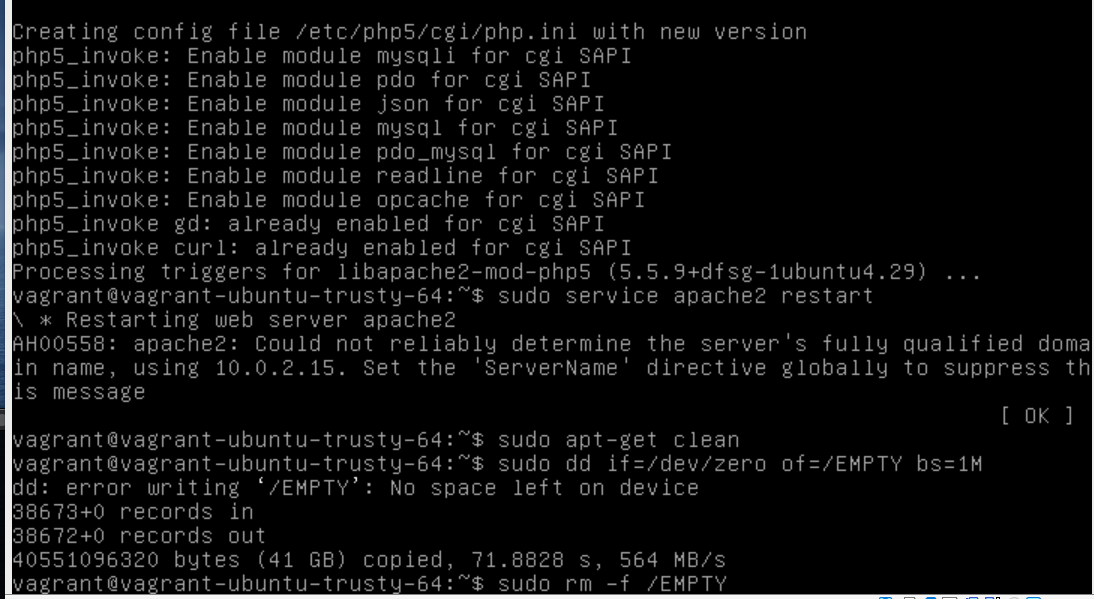 Creating config file /etc/php5/cgi/php.ini with new version
php5_invoke: Enable module mysqli for cgi SAPI
php5_invoke: Enable module pdo for cgi SAPI
php5_invoke: Enable module json for cgi SAPI
php5_invoke: Enable module mysql for cgi SAPI
php5_invoke: Enable module pdo_mysql for cgi SAPI
php5_invoke: Enable module readline for cgi SAPI
php5_invoke: Enable module opcache for cgi SAPI
php5_invoke gd: already enabled for cgi SAPI
php5_invoke curl: already enabled for cgi SAPI
Processing triggers for libapache2-mod-php5 (5.5.9+dfsg-1ubuntu4.29) ...
vagrant@vagrant-ubuntu-trusty-64:~$ sudo service apache2 restart
\ * Restarting web server apache2
AH00558: apache2: Could not reliably determine the server's fully qualified doma
in name, using 10.0.2.15. Set the 'ServerName' directive globally to suppress th
is message
[ OK ]
vagrant@vagrant-ubuntu-trusty-64:~$ sudo apt-get clean
vagrant@vagrant-ubuntu-trusty-64:~$ sudo dd if=/dev/zero of=/EMPTY bs=1M
dd: error writing ‘/EMPTY’: No space left on device
38673+0 records in
38672+0 records out
40551096320 bytes (41 GB) copied, 71.8828 s, 564 MB/s
vagrant@vagrant-ubuntu-trusty-64:~$ sudo rm -f /EMPTY